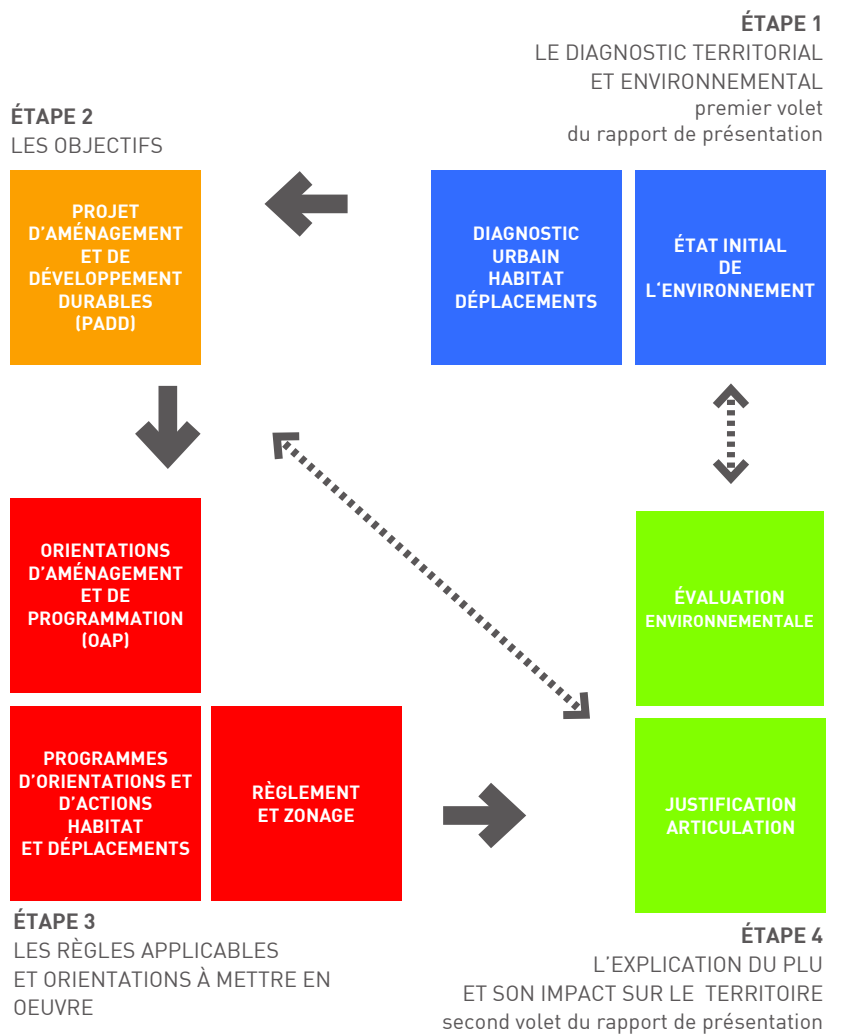 ÉTAPE 1
LE DIAGNOSTIC TERRITORIAL
ET ENVIRONNEMENTAL
premier volet
du rapport de présentation
ÉTAPE 2
LES OBJECTIFS
PROJET
D'AMÉNAGEMENT
ET DE
DÉVELOPPEMENT
DURABLES
(PADD)
DIAGNOSTIC
URBAIN
HABITAT
DÉPLACEMENTS
ÉTAT INITIAL
DE
L'ENVIRONNEMENT
ORIENTATIONS
D'AMÉNAGEMENT
ET DE
PROGRAMMATION
(OAP)
PROGRAMMES
D'ORIENTATIONS ET
D'ACTIONS
HABITAT
ET DÉPLACEMENTS
RÈGLEMENT
ET ZONAGE
ÉVALUATION
ENVIRONNEMENTALE
JUSTIFICATION
ARTICULATION
ÉTAPE 3
LES RÈGLES APPLICABLES
ET ORIENTATIONS À METTRE EN
OEUVRE
ÉTAPE 4
L'EXPLICATION DU PLU
ET SON IMPACT SUR LE TERRITOIRE
second volet du rapport de présentation